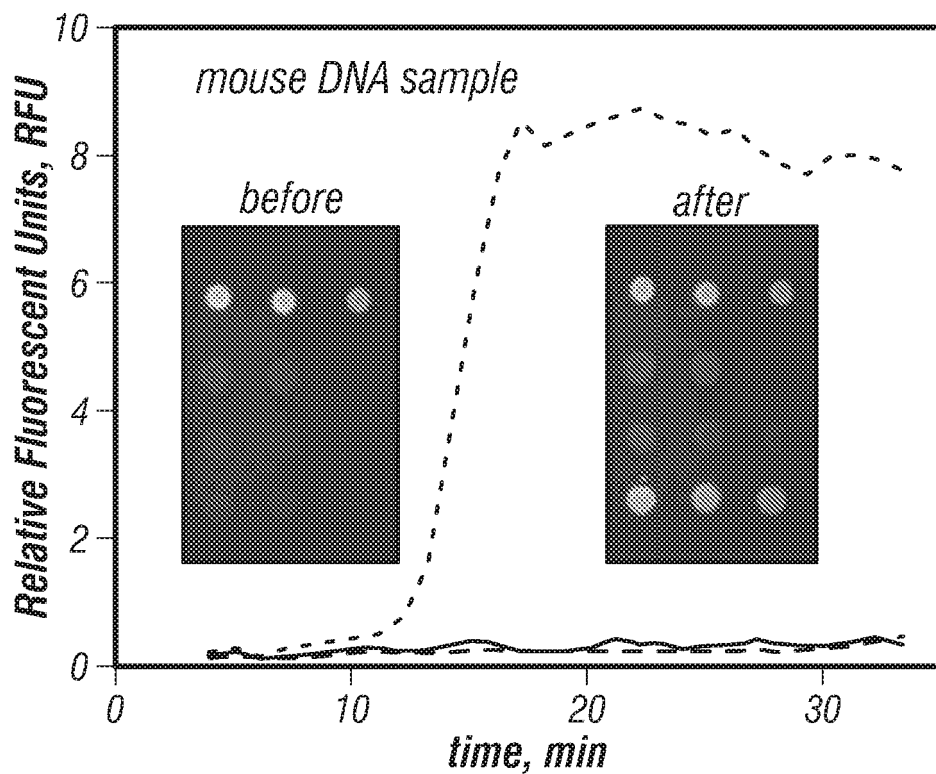 Relative Fluorescent Units, RFU
10
8
6
4
2
0
mouse DNA sample
before
after
0
10
20
30
time, min